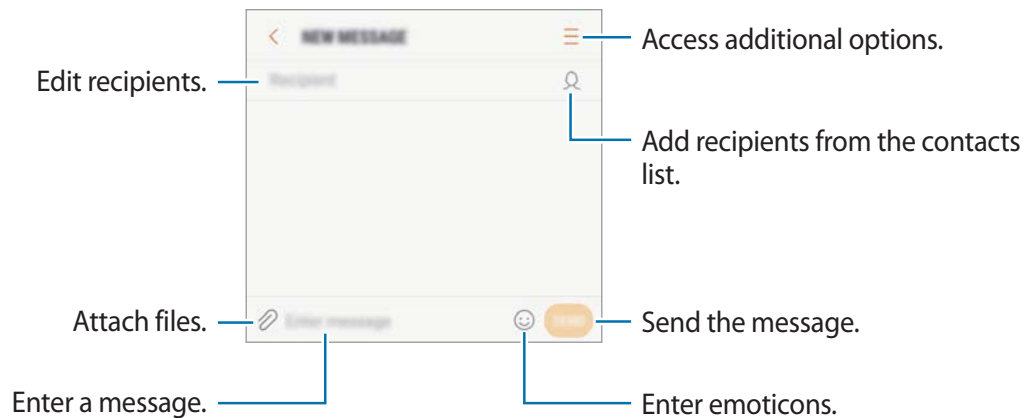 NEW MESSAGE
Access additional options.
Edit recipients.
Recipient
Add recipients from the contacts
list.
Attach files.
Enter message
SEND
Send the message.
Enter a message.
Enter emoticons.